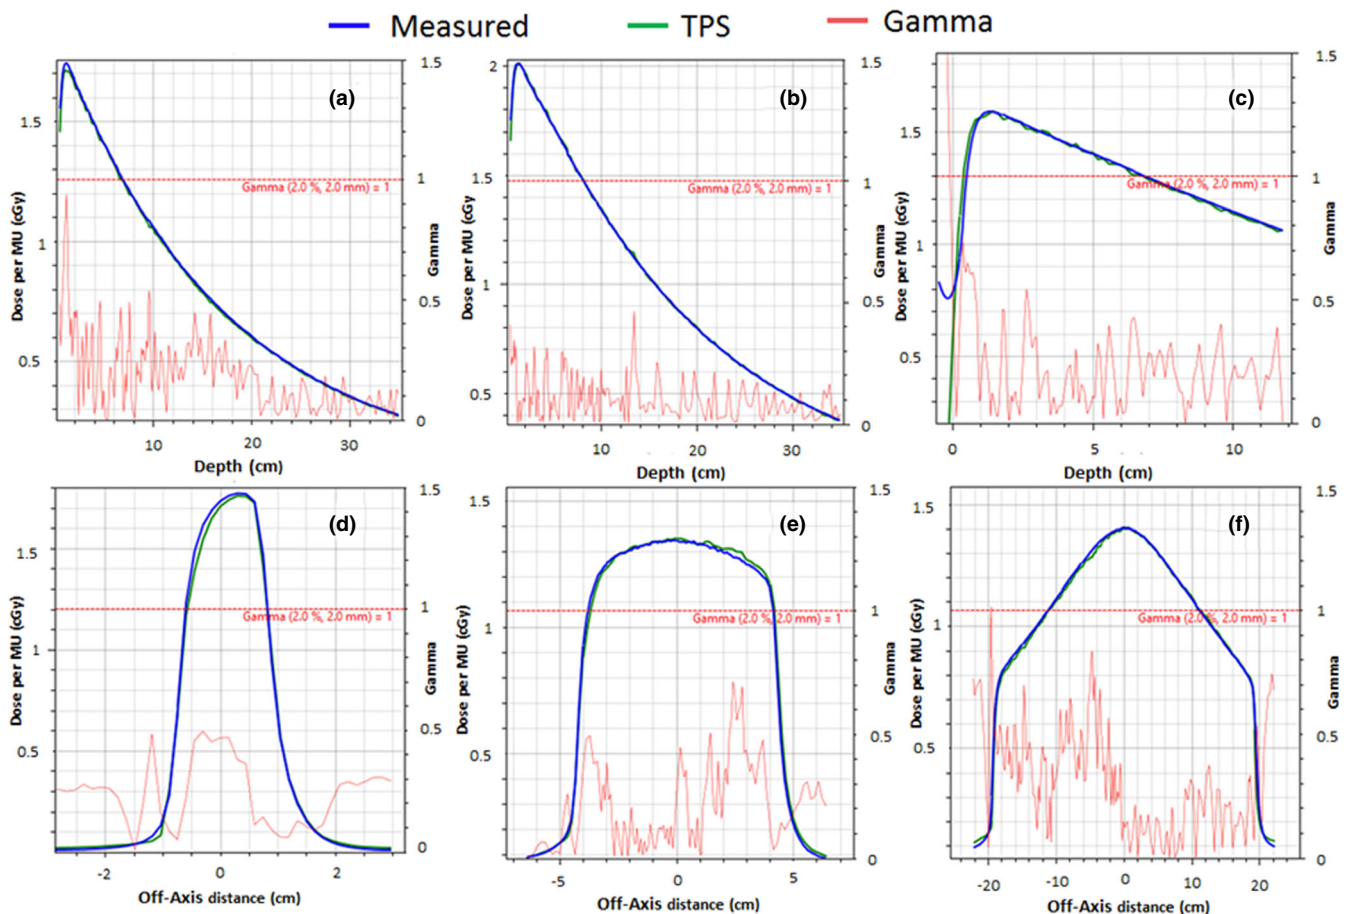 Measured TPS Gamma
(a)
1.5
1
0.5
1.5
1
0.5
0
Gamma (2.0 %, 2.0 mm) = 1
Dose per MU (cGy)
Gamma
10 20 30
Depth (cm)
(b)
2
1.5
1
0.5
1.5
1
0.5
0
Gamma (2.0 %, 2.0 mm) = 1
Dose per MU (cGy)
Gamma
10 20 30
Depth (cm)
(c)
1.5
1
0.5
1.5
1
0.5
0
Gamma (2.0 %, 2.0 mm) = 1
Dose per MU (cGy)
Gamma
0 5 10
Depth (cm)
(d)
1.5
1
0.5
1.5
1
0.5
0
Gamma (2.0 %, 2.0 mm) = 1
Dose per MU (cGy)
Gamma
-2 0 2
Off-Axis distance (cm)
(e)
1.5
1
0.5
1.5
1
0.5
0
Gamma (2.0 %, 2.0 mm) = 1
Dose per MU (cGy)
Gamma
-5 0 5
Off-Axis distance (cm)
(f)
1.5
1
0.5
1.5
1
0.5
0
Gamma (2.0 %, 2.0 mm) = 1
Dose per MU (cGy)
Gamma
-20 -10 0 10 20
Off-Axis distance (cm)